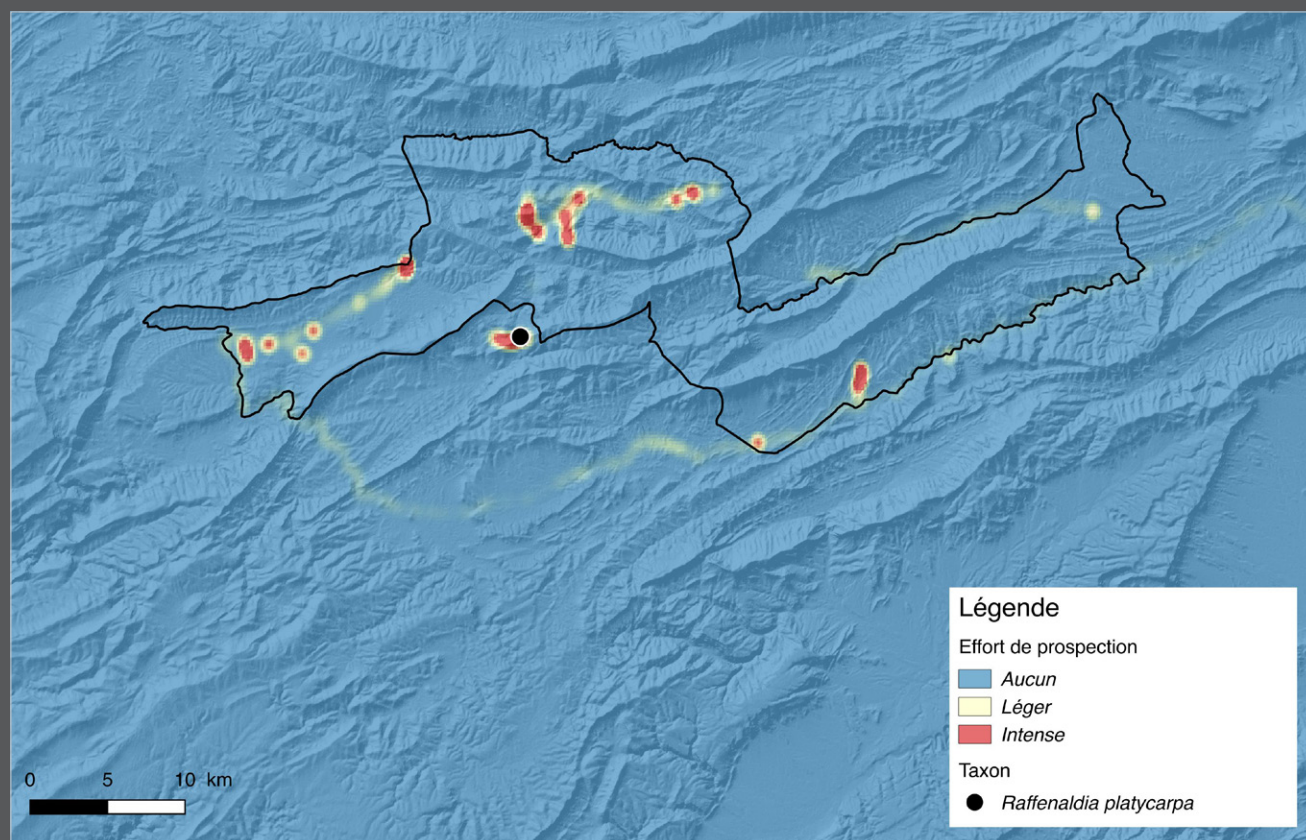 Légende
Effort de prospection
Aucun
Léger
Intense
Taxon
Raffenaldia platycarpa
0 5 10 km